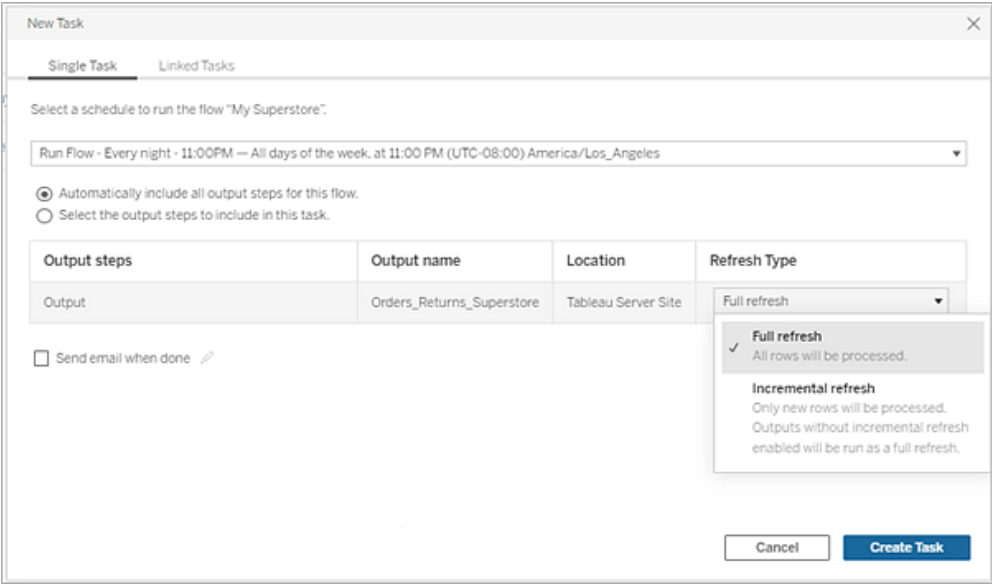 New Task
Single Task Linked Tasks
Select a schedule to run the flow "My Superstore".
Run Flow - Every night - 11:00PM — All days of the week, at 11:00 PM (UTC-08:00) America/Los_Angeles
Automatically include all output steps for this flow.
Select the output steps to include in this task.
Output steps Output name Location Refresh Type
Output Orders_Returns_Superstore Tableau Server Site Full refresh
Full refresh
All rows will be processed.
Send email when done
Incremental refresh
Only new rows will be processed.
Outputs without incremental refresh
enabled will be run as a full refresh.
Cancel Create Task